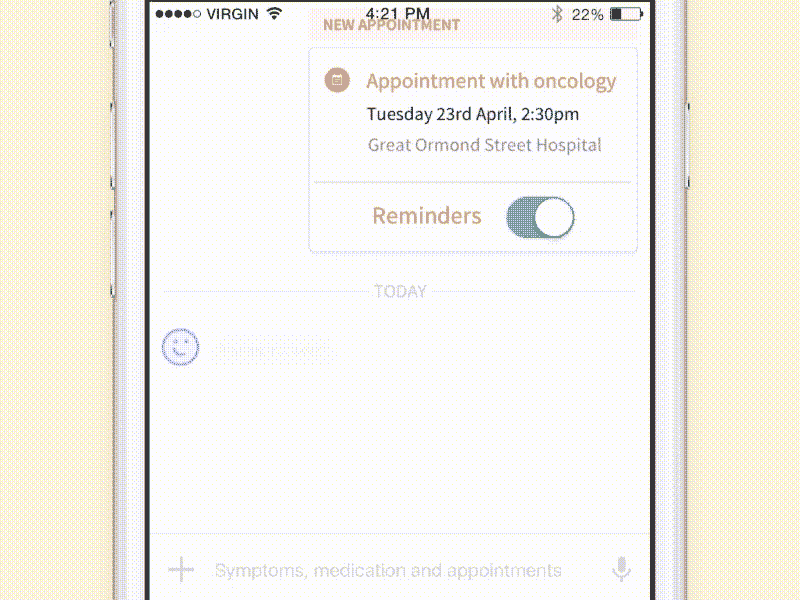 VIRGIN 4:21 PM 22%
NEW APPOINTMENT
Appointment with oncology
Tuesday 23rd April, 2:30pm
Great Ormond Street Hospital
Reminders
TODAY
Symptoms, medication and appointments